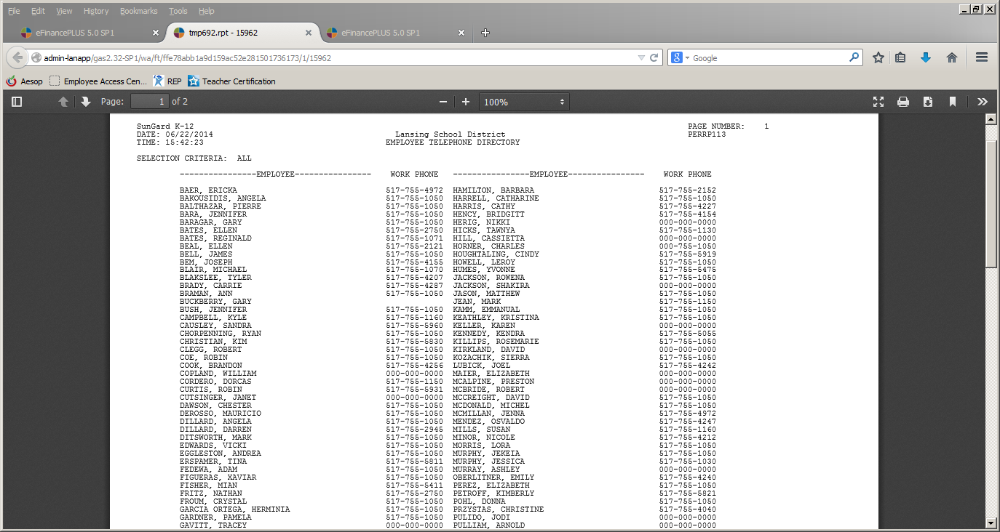 File Edit View History Bookmarks Tools Help
eFinancePLUS 5.0 SP1 tmp692.rpt - 15962 eFinancePLUS 5.0 SP1
admin-lanapp/gas2.32-SP1/wa/ft/ffe78abb1a9d159ac52e281501736173/1/15962 Google
Aesop Employee Access Cen... REP Teacher Certification
Page: 1 of 2 100%
SunGard K-12 PAGE NUMBER: 1
DATE: 06/22/2014 Lansing School District PERRP113
TIME: 15:42:23 EMPLOYEE TELEPHONE DIRECTORY
SELECTION CRITERIA: ALL
----------------EMPLOYEE---------------- WORK PHONE ----------------EMPLOYEE---------------- WORK PHONE
BAER, ERICKA 517-755-4972 HAMILTON, BARBARA 517-755-2152
BAKOUSIDIS, ANGELA 517-755-1050 HARRELL, CATHARINE 517-755-1050
BALTHAZAR, PIERRE 517-755-1050 HARRIS, CATHY 517-755-4227
BARA, JENNIFER 517-755-1050 HENCY, BRIDGITT 517-755-4154
BARAGAR, GARY 517-755-1050 HERIG, NIKKI 000-000-0000
BATES, ELLEN 517-755-2750 HICKS, TAWNYA 517-755-1130
BATES, REGINALD 517-755-1071 HILL, CASSIETTA 000-000-0000
BEAL, ELLEN 517-755-2121 HORNER, CHARLES 000-755-1050
BELL, JAMES 517-755-1050 HOUGHTALING, CINDY 517-755-5919
BEM, JOSEPH 517-755-4155 HOWELL, LEROY 517-755-1050
BLAIR, MICHAEL 517-755-1070 HUMES, YVONNE 517-755-5475
BLAKSLEE, TYLER 517-755-4207 JACKSON, ROWENA 517-755-1050
BRADY, CARRIE 517-755-4287 JACKSON, SHAKIRA 000-000-0000
BRAMAN, ANN 517-755-1050 JASON, MATTHEW 517-755-1050
BUCKBERRY, GARY JEAN, MARK 517-755-1150
BUSH, JENNIFER 517-755-1050 KAMM, EMMANUAL 517-755-1050
CAMPBELL, KYLE 517-755-1160 KEATHLEY, KRISTINA 517-755-1050
CAUSLEY, SANDRA 517-755-5960 KELLER, KAREN 000-000-0000
CHORPENNING, RYAN 517-755-1050 KENNEDY, KENDRA 517-755-5055
CHRISTIAN, KIM 517-755-5830 KILLIPS, ROSEMARIE 517-755-1050
CLEGG, ROBERT 517-755-1050 KIRKLAND, DAVID 000-000-0000
COE, ROBIN 517-755-1050 KOZACHIK, SIERRA 517-755-1050
COOK, BRANDON 517-755-4256 LUBICK, JOEL 517-755-4242
COPLAND, WILLIAM 000-000-0000 MAIER, ELIZABETH 000-000-0000
CORDERO, DORCAS 517-755-1150 MCALPINE, PRESTON 000-000-0000
CURTIS, ROBIN 517-755-5931 MCBRIDE, ROBERT 000-000-0000
CUTSINGER, JANET 000-000-0000 MCCREIGHT, DAVID 517-755-1050
DAWSON, CHESTER 517-755-1050 MCDONALD, MICHEL 517-755-1050
DEROSSO, MAURICIO 517-755-1050 MCMILLAN, JENNA 517-755-4972
DILLARD, ANGELA 517-755-1050 MENDEZ, OSVALDO 517-755-4247
DILLARD, DARREN 517-755-2945 MILLS, SUSAN 517-755-1160
DITSWORTH, MARK 517-755-1050 MINOR, NICOLE 517-755-4212
EDWARDS, VICKI 517-755-1050 MORRIS, LORA 517-755-1050
EGGLESTON, ANDREA 517-755-1050 MURPHY, JEKEIA 517-755-1050
ERSPAMER, TINA 517-755-5811 MURPHY, JESSICA 517-755-1030
FEDEWA, ADAM 517-755-1050 MURRAY, ASHLEY 000-000-0000
FIGUERAS, XAVIAR 517-755-1050 OBERLITNER, EMILY 517-755-4240
FISHER, MIAN 517-755-5411 PEREZ, ELIZABETH 517-755-1050
FRITZ, NATHAN 517-755-2750 PETROFF, KIMBERLY 517-755-5821
FROUM, CRYSTAL 517-755-1050 POHL, DONNA 517-755-1050
GARCIA ORTEGA, HERMINIA 517-755-1050 PRZYSTAS, CHRISTINE 517-755-4040
GARDNER, PAMELA 517-755-1050 PULIDO, JODI 000-000-0000
GAVITT, TRACEY 000-000-0000 PULLIAM, ARNOLD 000-000-0000